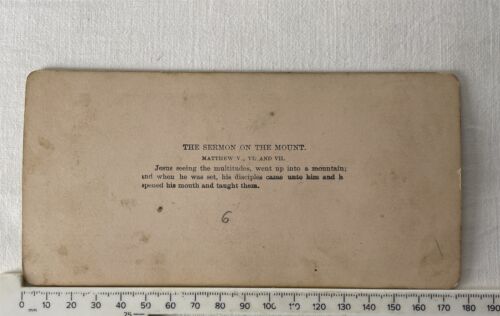 THE SERMON ON THE MOUNT.
MATTHEW V., VI. AND VII.
Jesus seeing the multitudes, went up into a mountain;
and when he was set, his disciples came unto him and h
opened his mouth and taught them.
6
0 10 20 30 40 50 60 70 80 90 100 110 120 130 140 150 160 170 180 190
mm